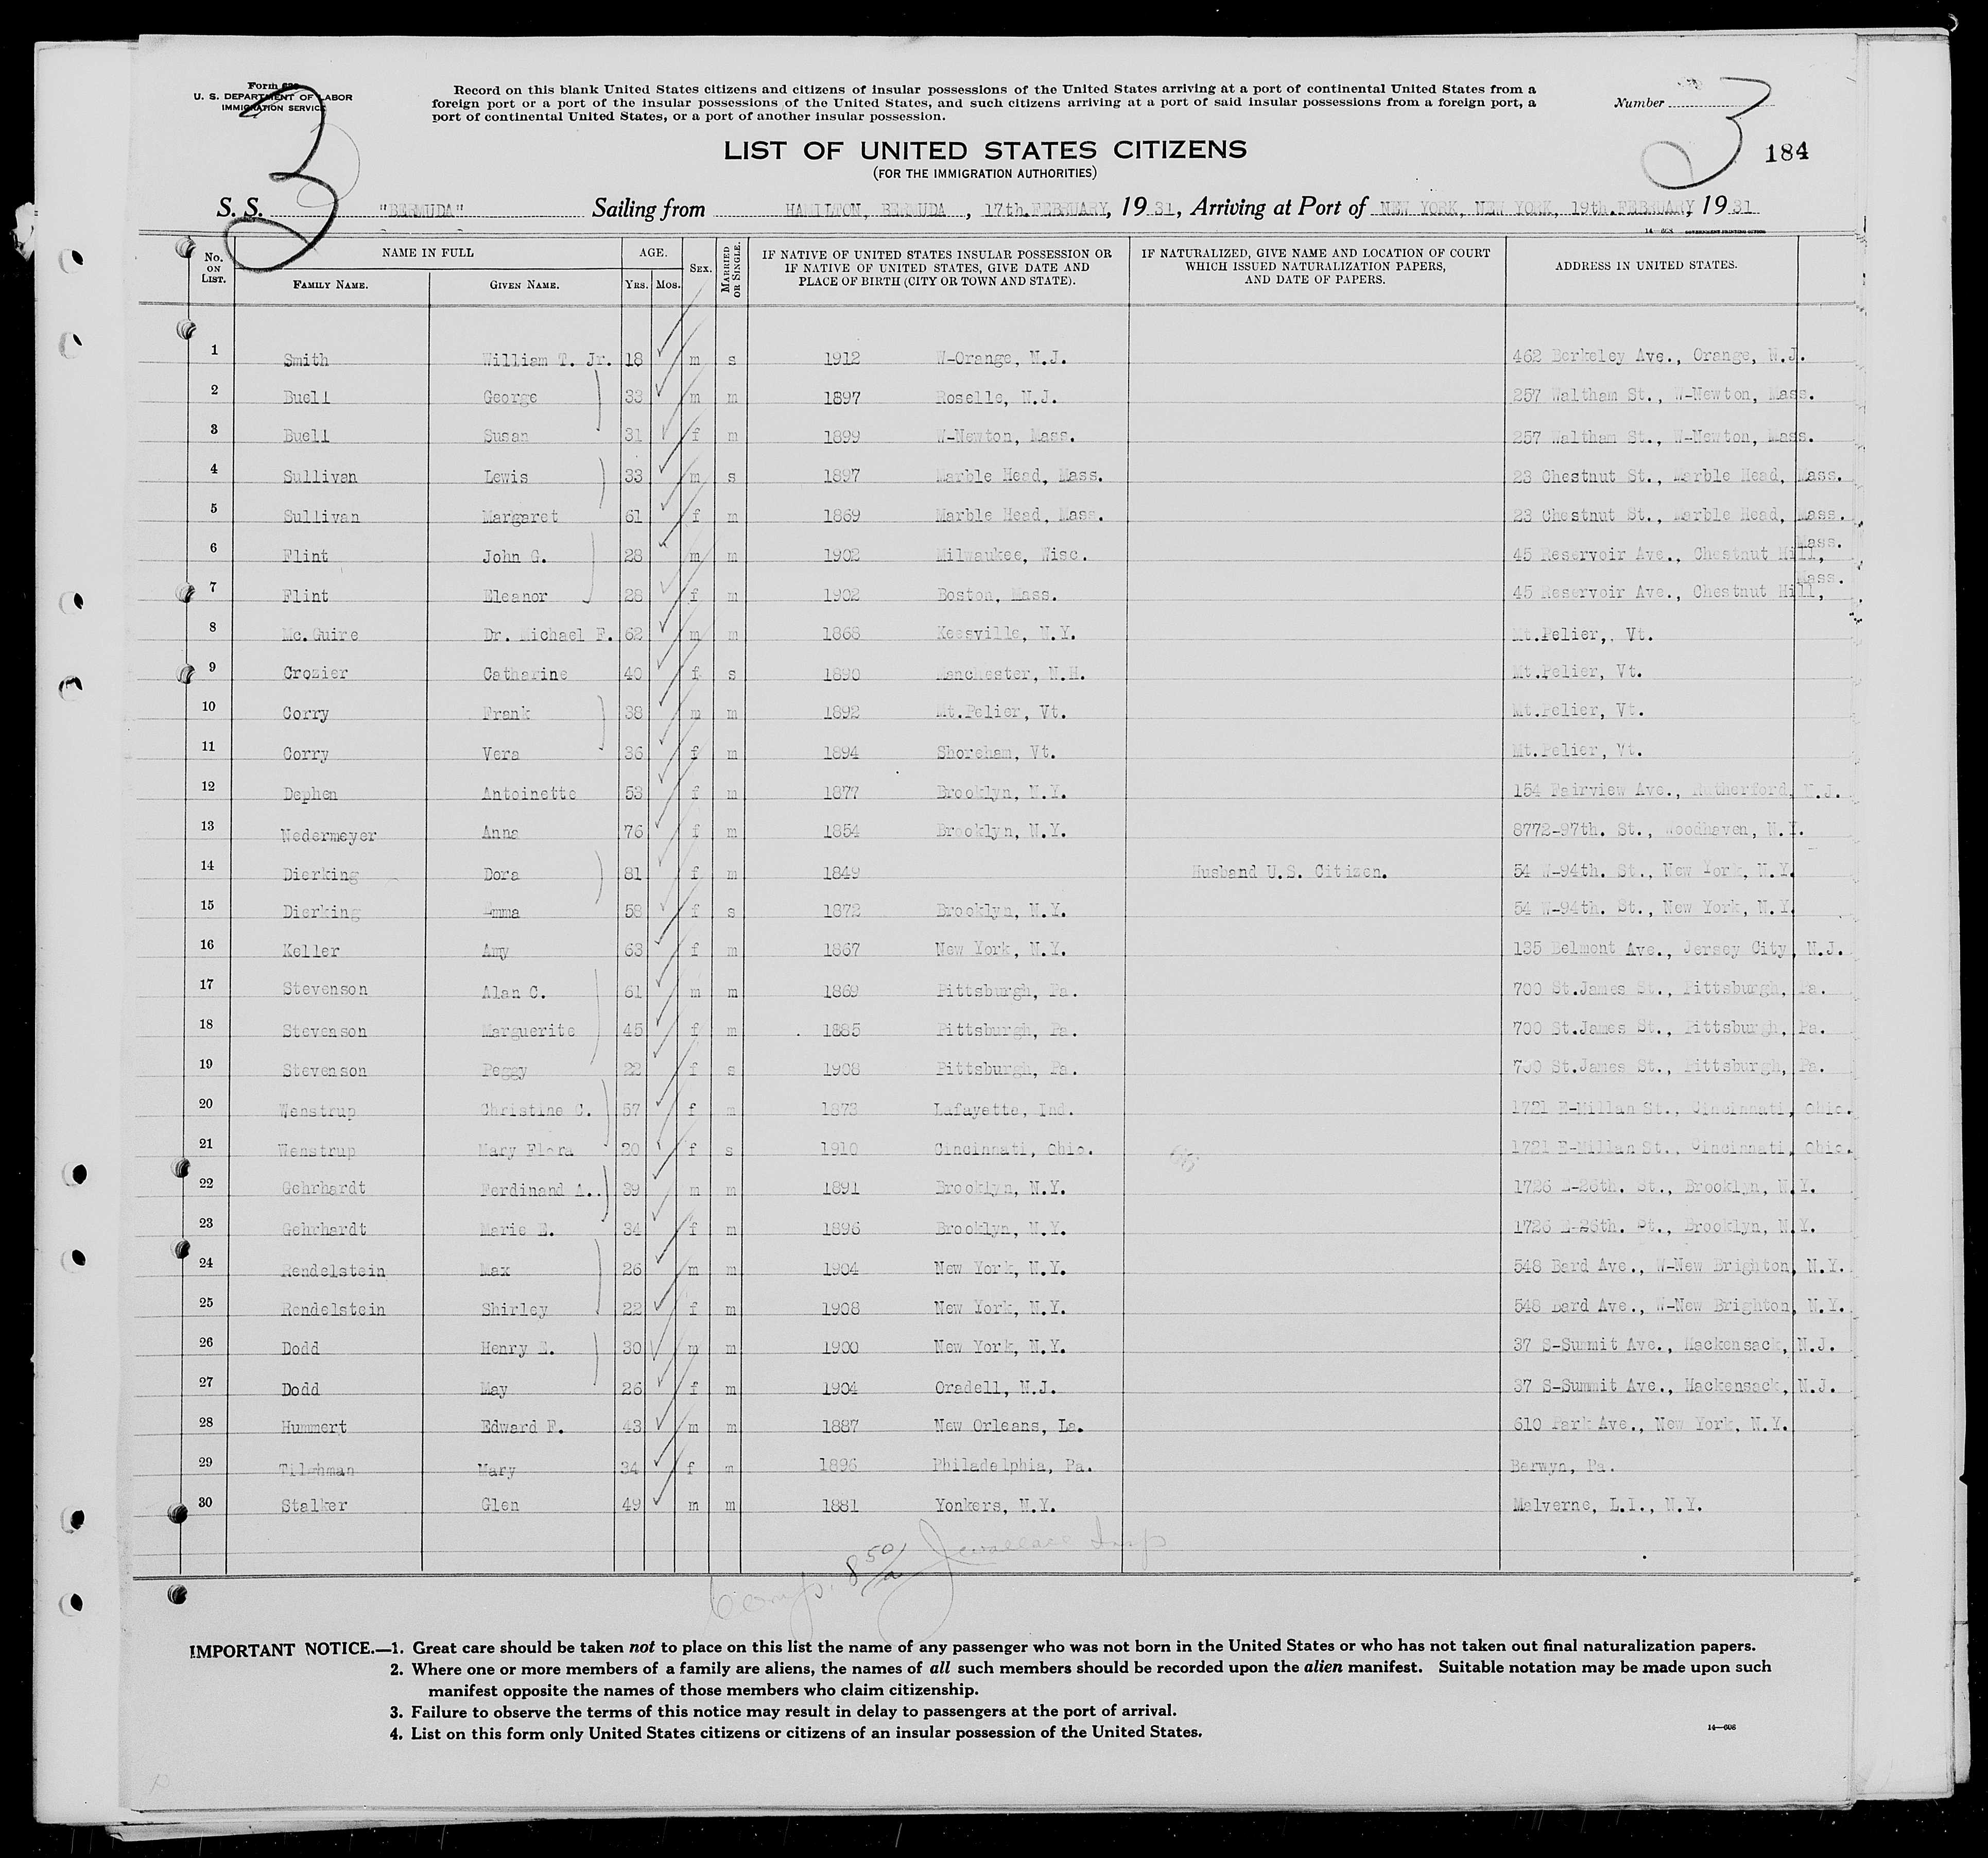 Form 630
U. S. DEPARTMENT OF LABOR
IMMIGRATION SERVICE
3
Record on this blank United States citizens and citizens of insular possessions of the United States arriving at a port of continental United States from a
foreign port or a port of the insular possessions of the United States, and such citizens arriving at a port of said insular possessions from a foreign port, a
port of continental United States, or a port of another insular possession.
Number
3
184
LIST OF UNITED STATES CITIZENS
(FOR THE IMMIGRATION AUTHORITIES)
S. S. "BERMUDA" Sailing from HAMILTON, BERMUDA, 17th. FEBRUARY, 1931, Arriving at Port of NEW YORK, NEW YORK, 19th. FEBRUARY, 1931
14—608 GOVERNMENT PRINTING OFFICE
No. ON LIST. NAME IN FULL FAMILY NAME. GIVEN NAME. AGE. YRS. MOS. SEX. MARRIED OR SINGLE. IF NATIVE OF UNITED STATES INSULAR POSSESSION OR IF NATIVE OF UNITED STATES, GIVE DATE AND PLACE OF BIRTH (CITY OR TOWN AND STATE). IF NATURALIZED, GIVE NAME AND LOCATION OF COURT WHICH ISSUED NATURALIZATION PAPERS, AND DATE OF PAPERS. ADDRESS IN UNITED STATES.
1 Smith William T. Jr. 18 m s 1912 W-Orange, N.J. 462 Berkeley Ave., Orange, N.J.
2 Buell George 33 m m 1897 Roselle, N.J. 257 Waltham St., W-Newton, Mass.
3 Buell Susan 31 f m 1899 W-Newton, Mass. 257 Waltham St., W-Newton, Mass.
4 Sullivan Lewis 33 m s 1897 Marble Head, Mass. 23 Chestnut St., Marble Head, Mass.
5 Sullivan Margaret 61 f m 1869 Marble Head, Mass. 23 Chestnut St., Marble Head, Mass.
6 Flint John G. 28 m m 1902 Milwaukee, Wisc. 45 Reservoir Ave., Chestnut Hill, Mass.
7 Flint Eleanor 28 f m 1902 Boston, Mass. 45 Reservoir Ave., Chestnut Hill, Mass.
8 Mc.Guire Dr. Michael F. 62 m m 1868 Keesville, N.Y. Mt.Pelier,. Vt.
9 Crozier Catharine 40 f s 1890 Manchester, N.H. Mt.Pelier, Vt.
10 Corry Frank 38 m m 1892 Mt.Pelier, Vt. Mt.Pelier, Vt.
11 Corry Vera 36 f m 1894 Shoreham, Vt. Mt.Pelier, Vt.
12 Dephen Antoinette 53 f m 1877 Brooklyn, N.Y. 154 Fairview Ave., Rutherford, N.J.
13 Nedermeyer Anna 76 f m 1854 Brooklyn, N.Y. 8772-97th. St., Woodhaven, N.Y.
14 Dierking Dora 81 f m 1849 Husband U.S. Citizen. 54 W-94th. St., New York, N.Y.
15 Dierking Emma 58 f s 1872 Brooklyn, N.Y. 54 W-94th. St., New York, N.Y.
16 Keller Amy 63 f m 1867 New York, N.Y. 135 Belmont Ave., Jersey City, N.J.
17 Stevenson Alan C. 61 m m 1869 Pittsburgh, Pa. 700 St.James St., Pittsburgh, Pa.
18 Stevenson Marguerite 45 f m 1885 Pittsburgh, Pa. 700 St.James St., Pittsburgh, Pa.
19 Stevenson Peggy 22 f s 1908 Pittsburgh, Pa. 700 St.James St., Pittsburgh, Pa.
20 Wenstrup Christine C. 57 f m 1873 Lafayette, Ind. 1721 E-Millan St., Cincinnati, Ohio.
21 Wenstrup Mary Flora 20 f s 1910 Cincinnati, Ohio. 1721 E-Millan St., Cincinnati, Ohio.
22 Gehrhardt Ferdinand A.. 39 m m 1891 Brooklyn, N.Y. 1726 E-26th. St., Brooklyn, N.Y.
23 Gehrhardt Marie E. 34 f m 1896 Brooklyn, N.Y. 1726 E-26th. St., Brooklyn, N.Y.
24 Rendelstein Max 26 m m 1904 New York, N.Y. 548 Bard Ave., W-New Brighton, N.Y.
25 Rendelstein Shirley 22 f m 1908 New York, N.Y. 548 Bard Ave., W-New Brighton, N.Y.
26 Dodd Henry E. 30 m m 1900 New York, N.Y. 37 S-Summit Ave., Hackensack, N.J.
27 Dodd May 26 f m 1904 Oradell, N.J. 37 S-Summit Ave., Hackensack, N.J.
28 Hummert Edward F. 43 m m 1887 New Orleans, La. 610 Park Ave., New York, N.Y.
29 Tilghman Mary 34 f m 1896 Philadelphia, Pa. Berwyn, Pa.
30 Stalker Glen 49 m m 1881 Yonkers, N.Y. Malverne, L.I., N.Y.
Comp. 8 50/a J Wallace Insp
IMPORTANT NOTICE.—1. Great care should be taken not to place on this list the name of any passenger who was not born in the United States or who has not taken out final naturalization papers.
2. Where one or more members of a family are aliens, the names of all such members should be recorded upon the alien manifest. Suitable notation may be made upon such
manifest opposite the names of those members who claim citizenship.
3. Failure to observe the terms of this notice may result in delay to passengers at the port of arrival.
4. List on this form only United States citizens or citizens of an insular possession of the United States.
14—608